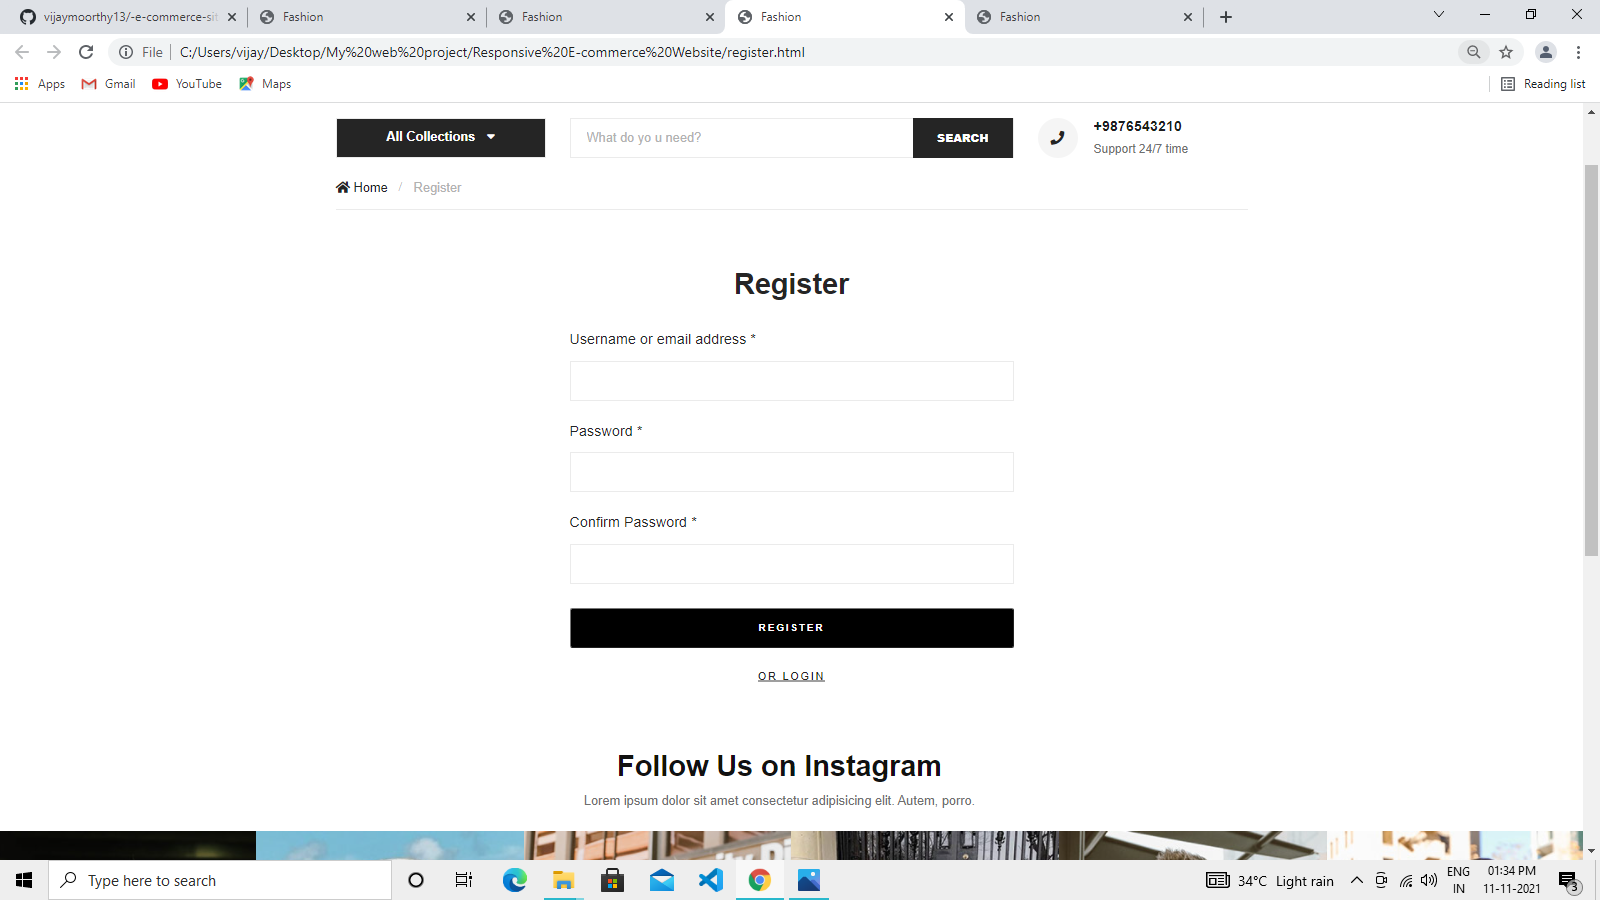 vijaymoorthy13/-e-commerce-sit
Fashion
Fashion
Fashion
Fashion
File
C:/Users/vijay/Desktop/My%20web%20project/Responsive%20E-commerce%20Website/register.html
Apps
Gmail
YouTube
Maps
Reading list
All Collections
What do yo u need?
SEARCH
+9876543210
Support 24/7 time
Home / Register
Register
Username or email address *
Password *
Confirm Password *
REGISTER
OR LOGIN
Follow Us on Instagram
Lorem ipsum dolor sit amet consectetur adipisicing elit. Autem, porro.
Type here to search
34°C Light rain
ENG
IN
01:34 PM
11-11-2021
3